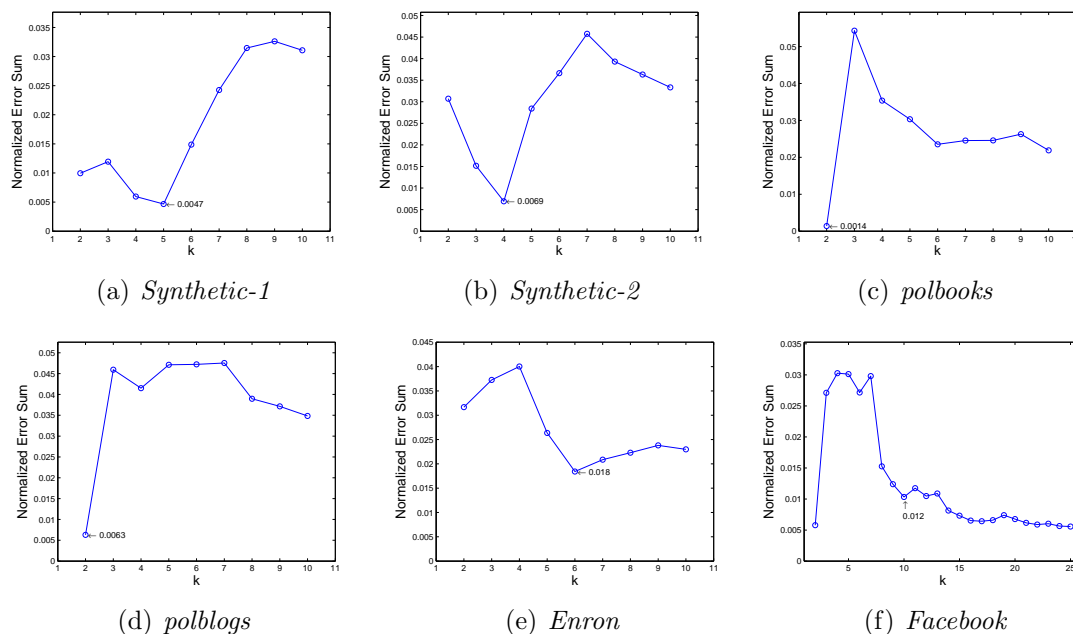 0.035
0.03
0.025
0.02
0.015
0.01
0.005
0
Normalized Error Sum
← 0.0047
1 2 3 4 5 6 7 8 9 10 11
k
(a) Synthetic-1
0.05
0.045
0.04
0.035
0.03
0.025
0.02
0.015
0.01
0.005
Normalized Error Sum
← 0.0069
1 2 3 4 5 6 7 8 9 10 11
k
(b) Synthetic-2
0.05
0.04
0.03
0.02
0.01
0
Normalized Error Sum
← 0.0014
1 2 3 4 5 6 7 8 9 10 1
k
(c) polbooks
0.05
0.045
0.04
0.035
0.03
0.025
0.02
0.015
0.01
0.005
0
Normalized Error Sum
← 0.0063
1 2 3 4 5 6 7 8 9 10 11
k
(d) polblogs
0.045
0.04
0.035
0.03
0.025
0.02
0.015
0.01
0.005
0
Normalized Error Sum
← 0.018
1 2 3 4 5 6 7 8 9 10 11
k
(e) Enron
0.035
0.03
0.025
0.02
0.015
0.01
0.005
0
Normalized Error Sum
↑
0.012
5 10 15 20 25
k
(f) Facebook